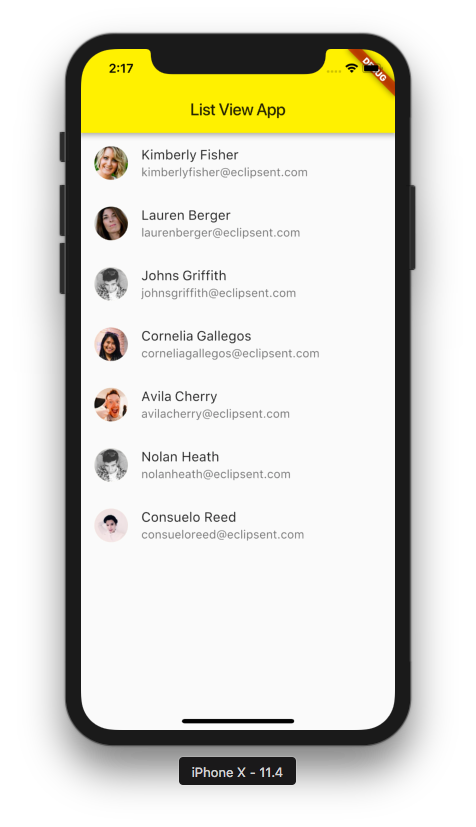 2:17
DEBUG
List View App
Kimberly Fisher
kimberlyfisher@eclipsent.com
Lauren Berger
laurenberger@eclipsent.com
Johns Griffith
johnsgriffith@eclipsent.com
Cornelia Gallegos
corneliagallegos@eclipsent.com
Avila Cherry
avilacherry@eclipsent.com
Nolan Heath
nolanheath@eclipsent.com
Consuelo Reed
consueloreed@eclipsent.com
iPhone X - 11.4